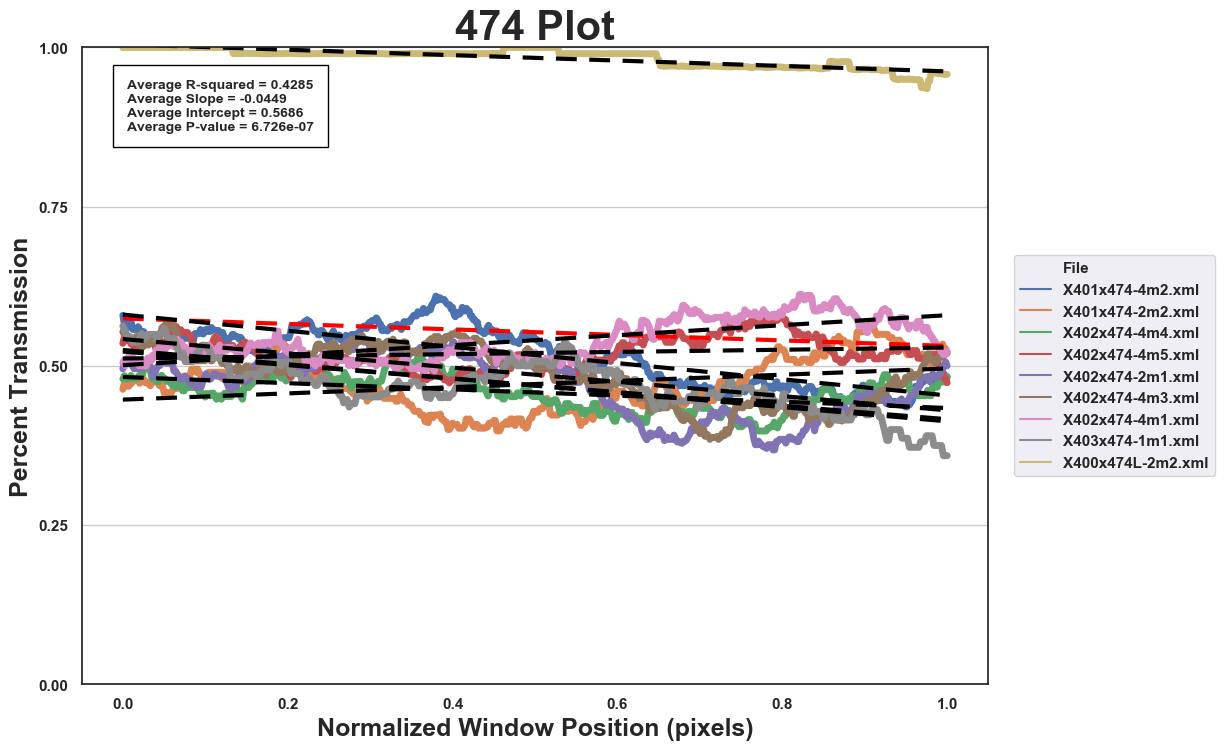 474 Plot
1.00
Average R-squared = 0.4285
Average Slope = -0.0449
Average Intercept = 0.5686
Average P-value = 6.726e-07
0.75
0.50
0.25
0.00
Percent Transmission
0.0 0.2 0.4 0.6 0.8 1.0
Normalized Window Position (pixels)
File
X401x474-4m2.xml
X401x474-2m2.xml
X402x474-4m4.xml
X402x474-4m5.xml
X402x474-2m1.xml
X402x474-4m3.xml
X402x474-4m1.xml
X403x474-1m1.xml
X400x474L-2m2.xml